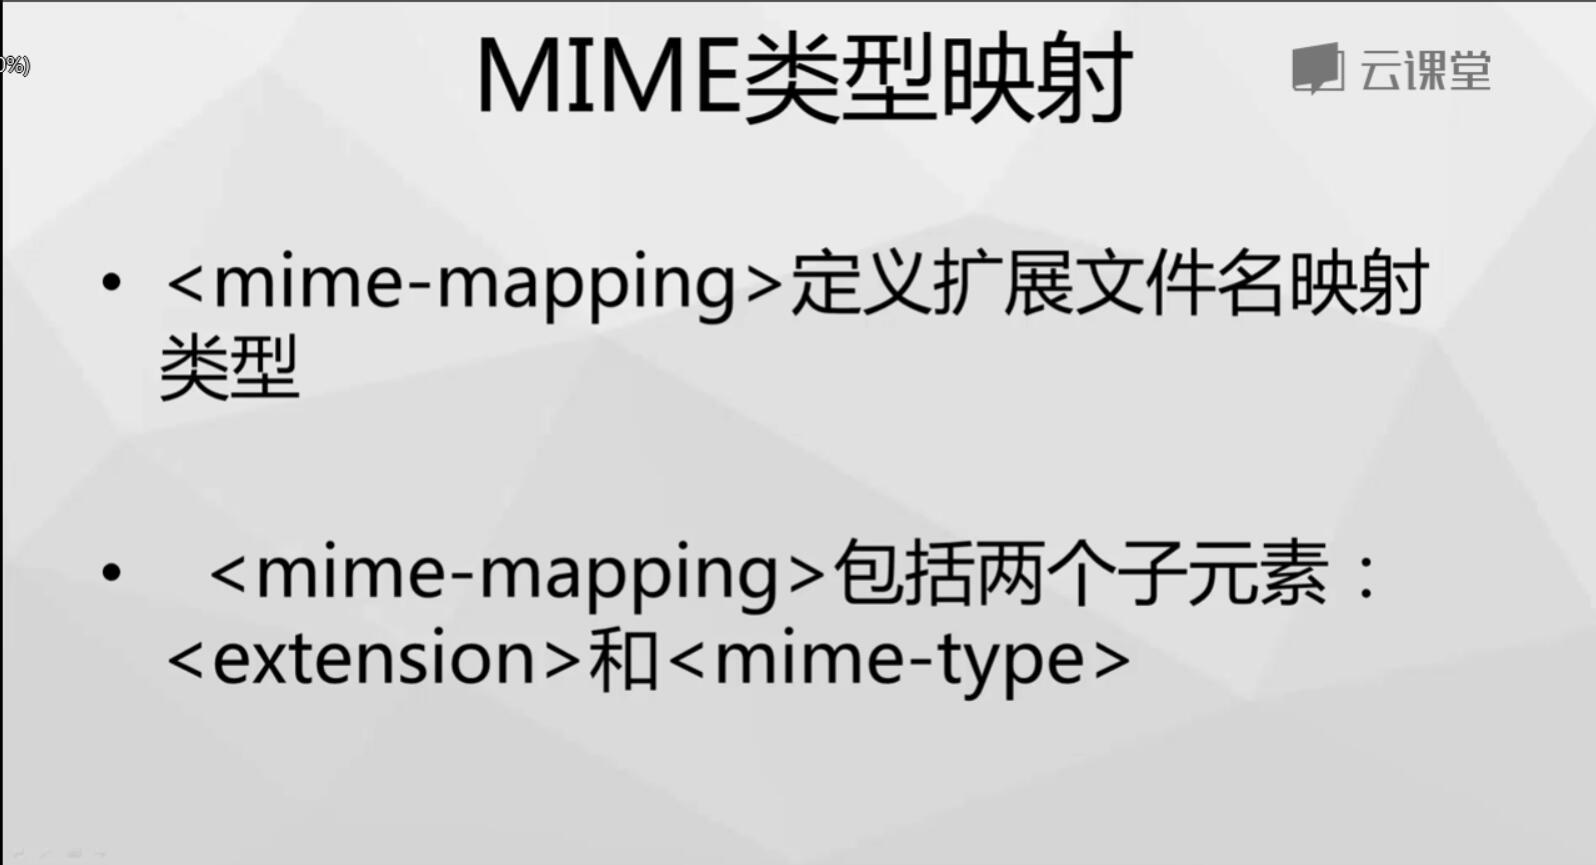 MIME类型映射
云课堂
0%)
• <mime-mapping>定义扩展文件名映射
类型
• <mime-mapping>包括两个子元素：
<extension>和<mime-type>